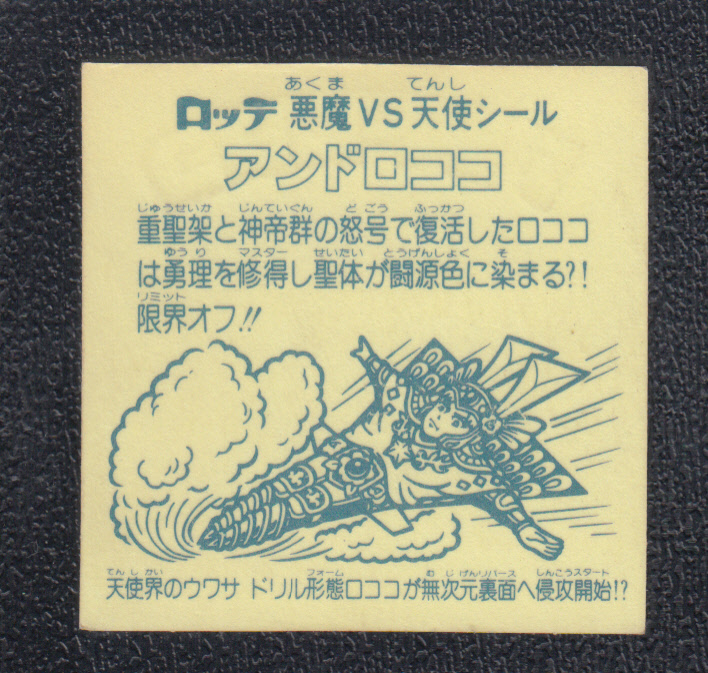 あくま てんし
ロッテ 悪魔VS天使シール
アンドロココ
じゅうせいか じんていぐん どごう ふっかつ
重聖架と神帝群の怒号で復活したロココ
ゆうり マスター せいたい とうげんしょく そ
は勇理を修得し聖体が闘源色に染まる?!
リミット
限界オフ!!
てんしかい フォーム むじげんリバース しんこうスタート
天使界のウワサ ドリル形態ロココが無次元裏面へ侵攻開始!?